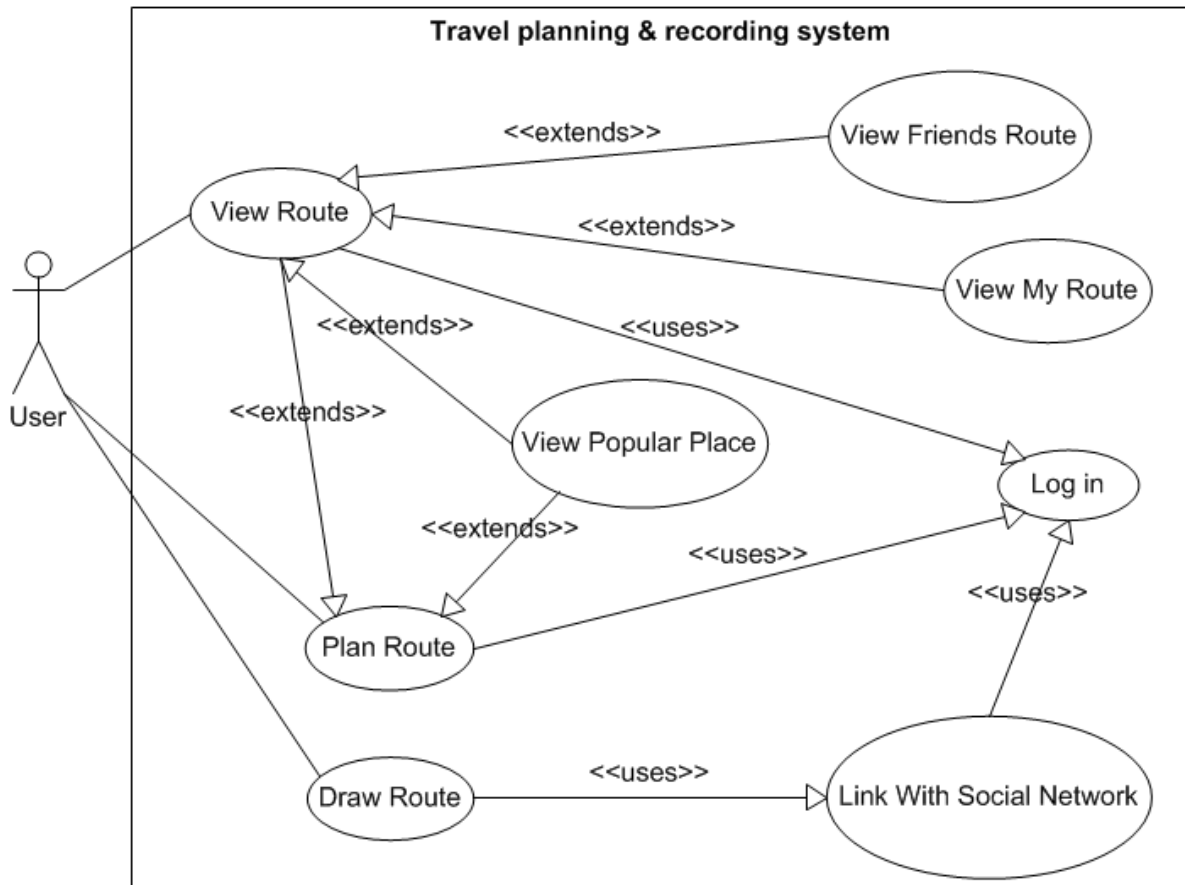 Travel planning & recording system
<<extends>>
View Friends Route
View Route
<<extends>>
View My Route
<<extends>>
<<uses>>
User
<<extends>>
View Popular Place
Log in
<<extends>>
<<uses>>
<<uses>>
Plan Route
<<uses>>
Draw Route
Link With Social Network